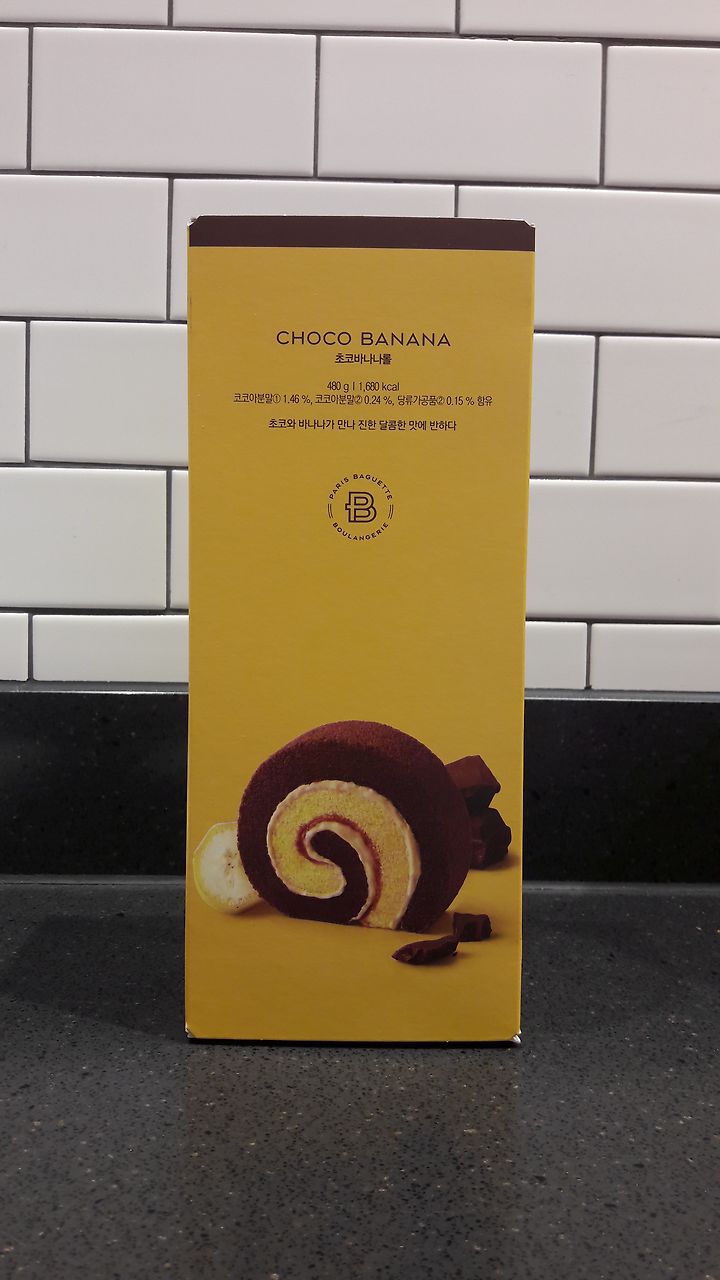 CHOCO BANANA
초코바나나롤
480 g I 1,680 kcal
코코아분말① 1.46 %, 코코아분말② 0.24 %, 당류가공품② 0.15 % 함유
초코와 바나나가 만나 진한 달콤한 맛에 반하다
PARIS BAGUETTE
B
BOULANGERIE